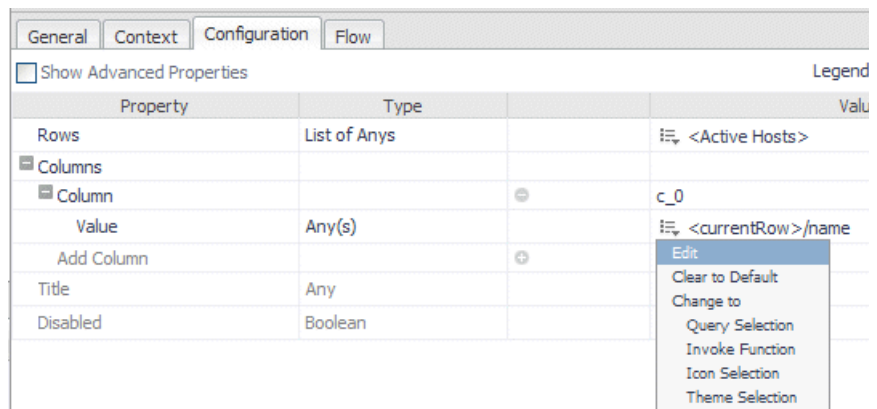 General Context Configuration Flow
Show Advanced Properties Legend
Property Type Valu
Rows List of Anys <Active Hosts>
Columns
Column c_0
Value Any(s) <currentRow>/name
Add Column
Title Any
Disabled Boolean
Edit
Clear to Default
Change to
Query Selection
Invoke Function
Icon Selection
Theme Selection